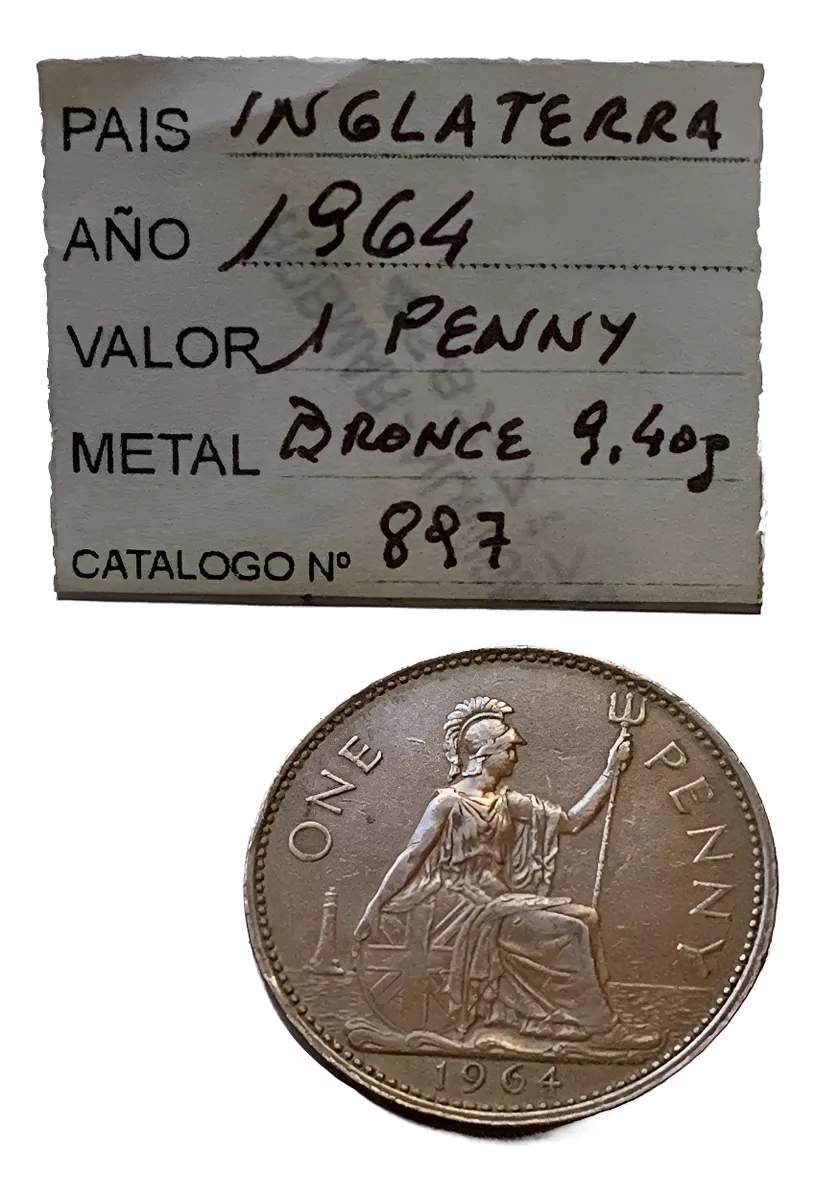 PAIS INGLATERRA
AÑO 1964
VALOR 1 PENNY
METAL BRONCE 9.40g
CATALOGO Nº 897
ONE PENNY
1964